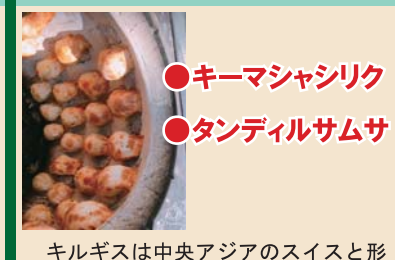 ●キーマシャシリク
●タンディルサムサ
キルギスは中央アジアのスイスと形